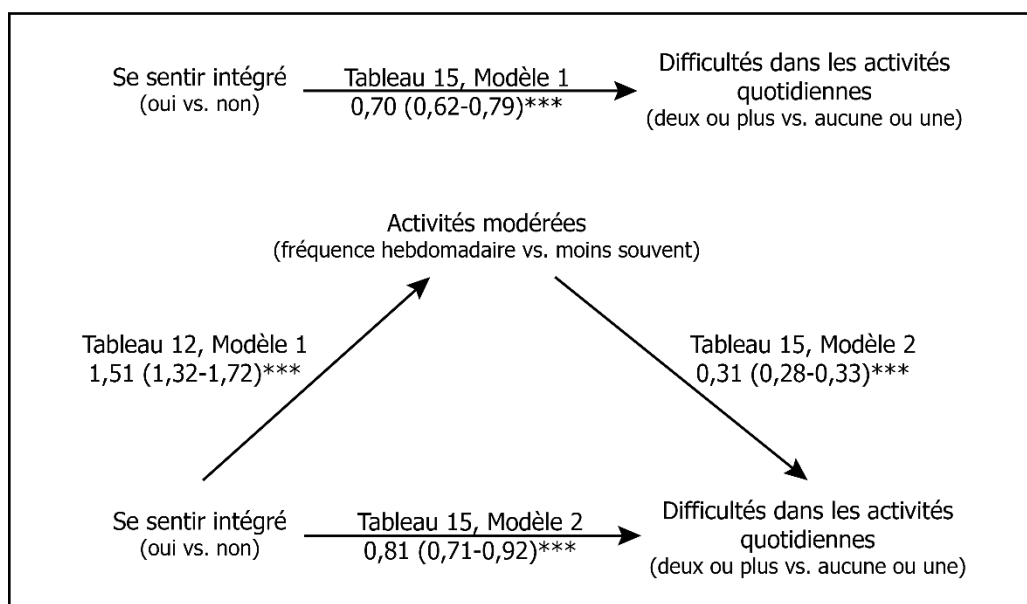 Se sentir intégré
(oui vs. non)
Tableau 15, Modèle 1
0,70 (0,62-0,79)***
Difficultés dans les activités
quotidiennes
(deux ou plus vs. aucune ou une)
Activités modérées
(fréquence hebdomadaire vs. moins souvent)
Tableau 12, Modèle 1
1,51 (1,32-1,72)***
Tableau 15, Modèle 2
0,31 (0,28-0,33)***
Se sentir intégré
(oui vs. non)
Tableau 15, Modèle 2
0,81 (0,71-0,92)***
Difficultés dans les activités
quotidiennes
(deux ou plus vs. aucune ou une)